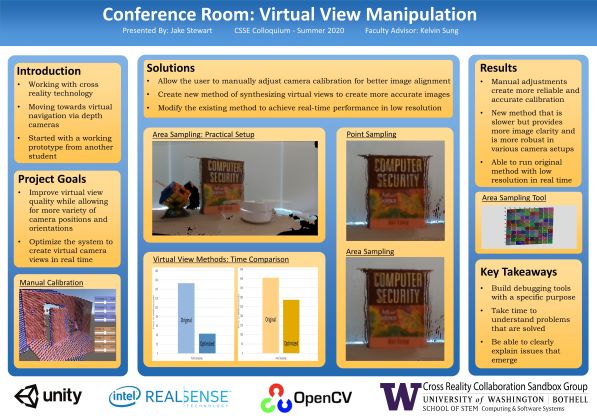 Conference Room: Virtual View Manipulation
Presented By: Jake Stewart CSSE Colloquium - Summer 2020 Faculty Advisor: Kelvin Sung
Introduction
• Working with cross
reality technology
• Moving towards virtual
navigation via depth
cameras
• Started with a working
prototype from another
student
Project Goals
• Improve virtual view
quality while allowing
for more variety of
camera positions and
orientations
• Optimize the system to
create virtual camera
views in real time
Manual Calibration
Solutions
• Allow the user to manually adjust camera calibration for better image alignment
• Create new method of synthesizing virtual views to create more accurate images
• Modify the existing method to achieve real-time performance in low resolution
Area Sampling: Practical Setup
COMPUTER
SECURITY
Virtual View Methods: Time Comparison
Original
Optimized
Original
Optimized
Point Sampling
COMPUTER
SECURITY
Area Sampling
COMPUTER
SECURITY
Results
• Manual adjustments
create more reliable and
accurate calibration
• New method that is
slower but provides
more image clarity and
is more robust in
various camera setups
• Able to run original
method with low
resolution in real time
Area Sampling Tool
Key Takeaways
• Build debugging tools
with a specific purpose
• Take time to
understand problems
that are solved
• Be able to clearly
explain issues that
emerge
unity
intel REALSENSE
TECHNOLOGY
OpenCV
W Cross Reality Collaboration Sandbox Group
UNIVERSITY of WASHINGTON | BOTHELL
SCHOOL OF STEM Computing & Software Systems